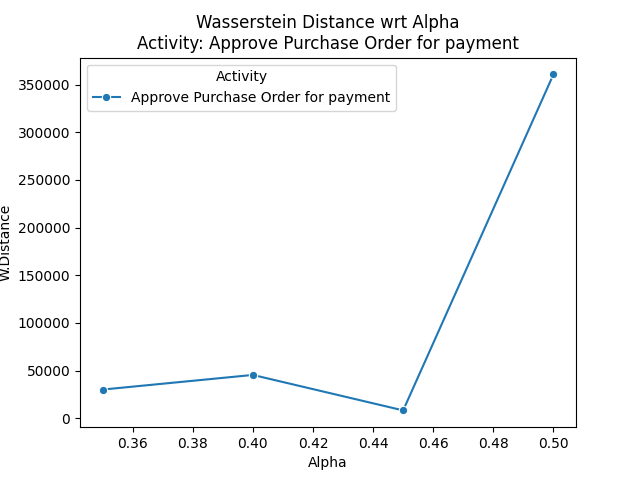 Wasserstein Distance wrt Alpha
Activity: Approve Purchase Order for payment
Activity
Approve Purchase Order for payment
W.Distance
350000
300000
250000
200000
150000
100000
50000
0
0.36 0.38 0.40 0.42 0.44 0.46 0.48 0.50
Alpha